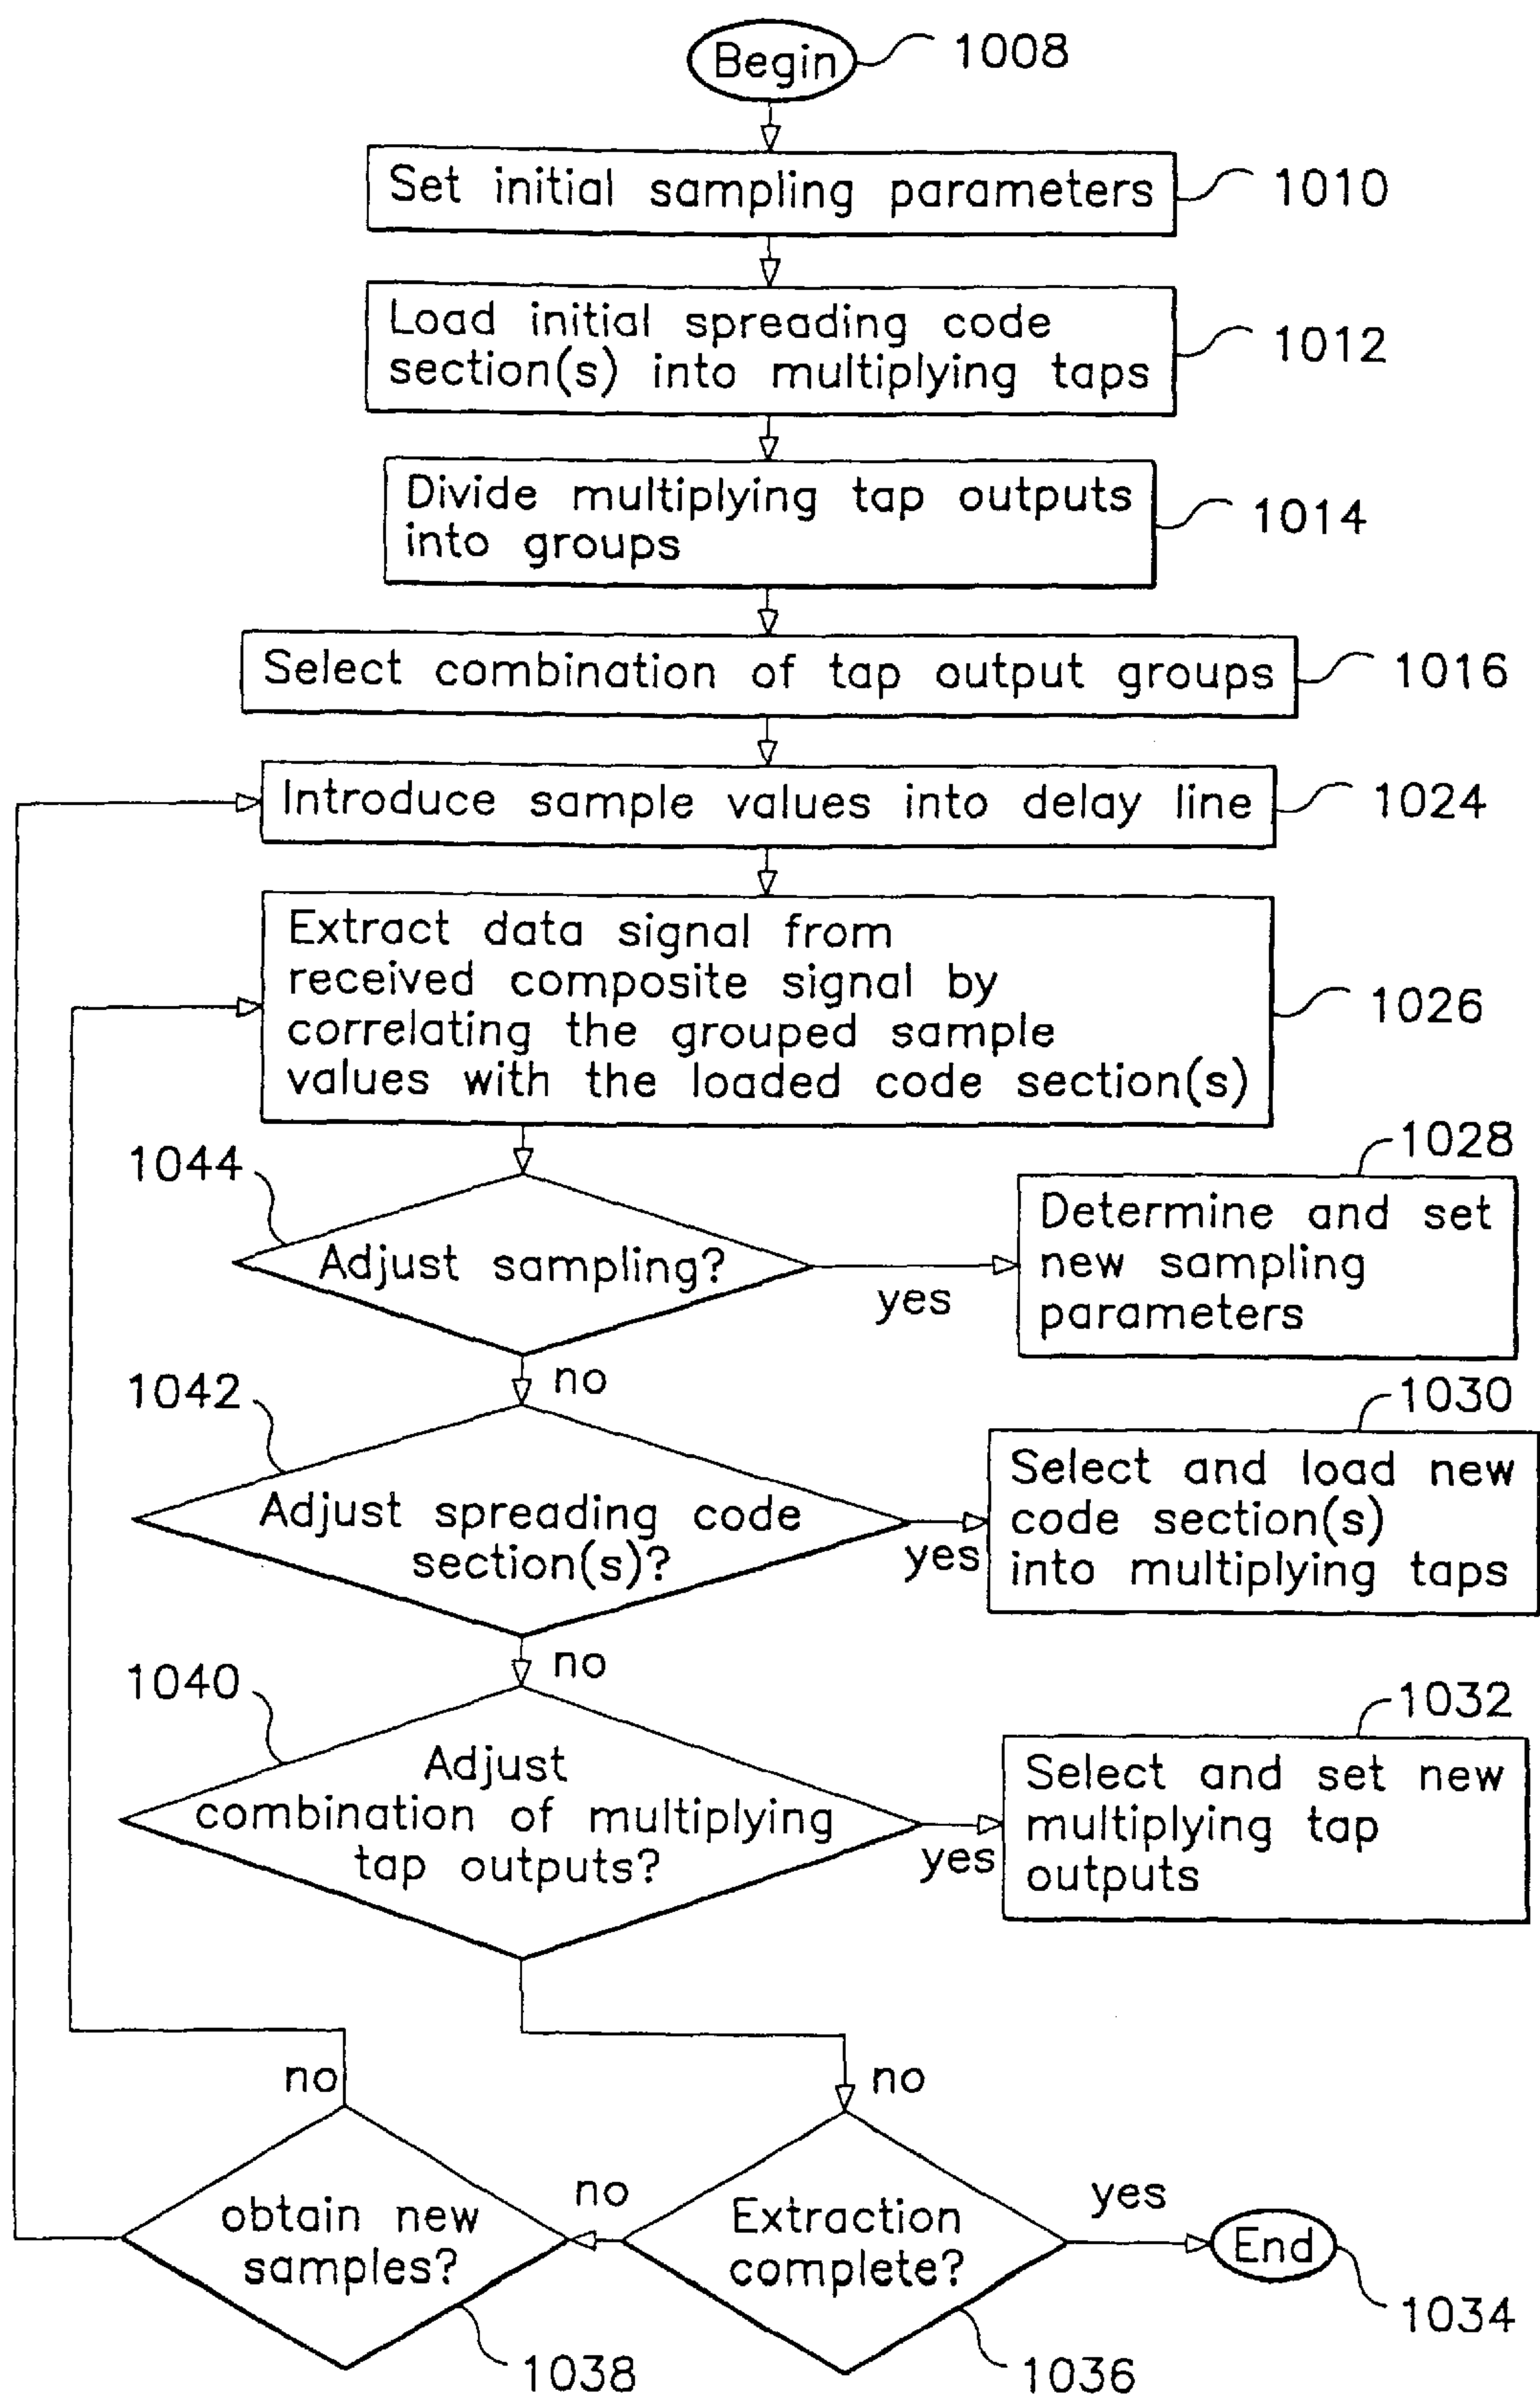 Begin
1008
Set initial sampling parameters
1010
Load initial spreading code
section(s) into multiplying taps
1012
Divide multiplying tap outputs
into groups
1014
Select combination of tap output groups
1016
Introduce sample values into delay line
1024
Extract data signal from
received composite signal by
correlating the grouped sample
values with the loaded code section(s)
1026
1044
Adjust sampling?
yes
1028
Determine and set
new sampling
parameters
no
1042
Adjust spreading code
section(s)?
yes
1030
Select and load new
code section(s)
into multiplying taps
no
1040
Adjust
combination of multiplying
tap outputs?
yes
1032
Select and set new
multiplying tap
outputs
no
no
obtain new
samples?
1038
no
Extraction
complete?
1036
yes
End
1034